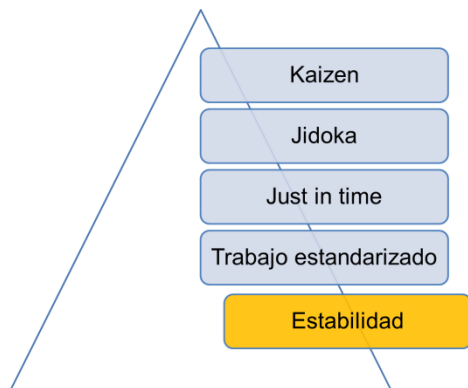 Kaizen
Jidoka
Just in time
Trabajo estandarizado
Estabilidad